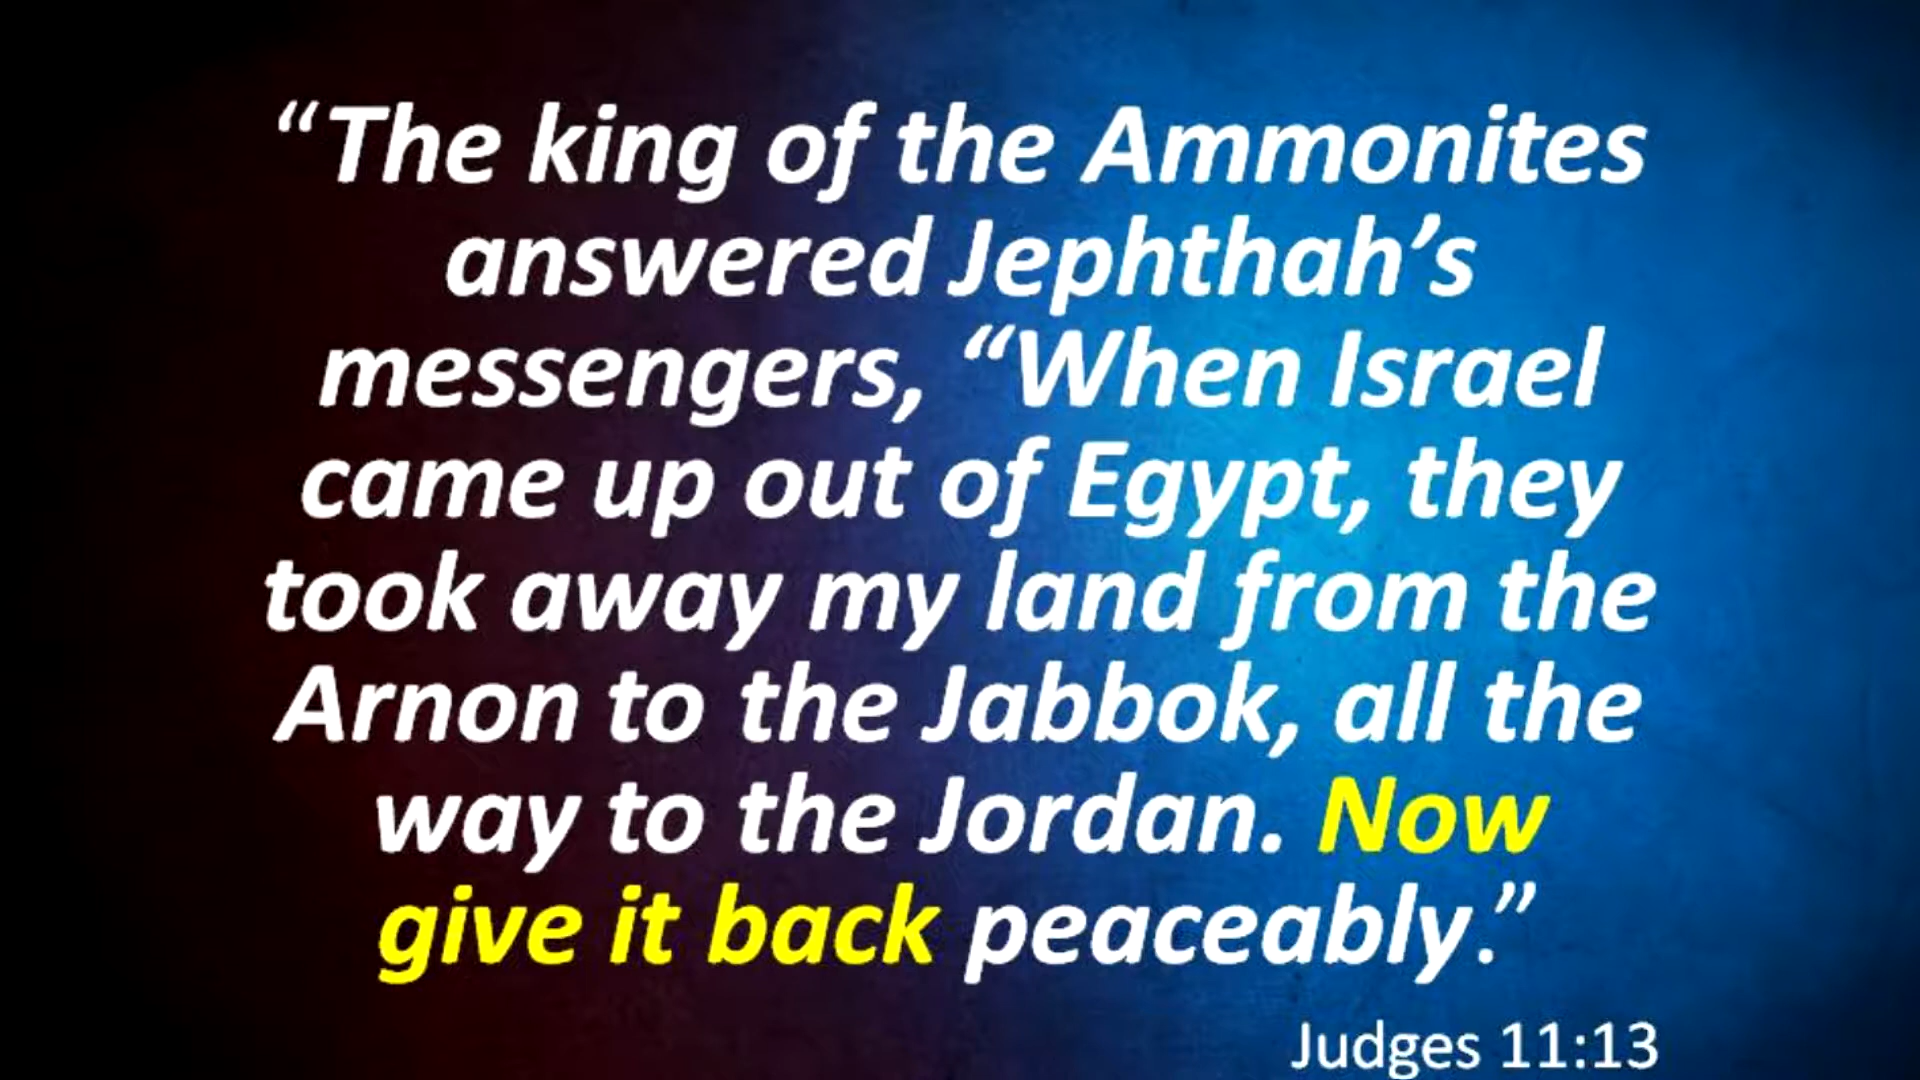 “The king of the Ammonites
answered Jephthah’s
messengers, “When Israel
came up out of Egypt, they
took away my land from the
Arnon to the Jabbok, all the
way to the Jordan. Now
give it back peaceably.”
Judges 11:13